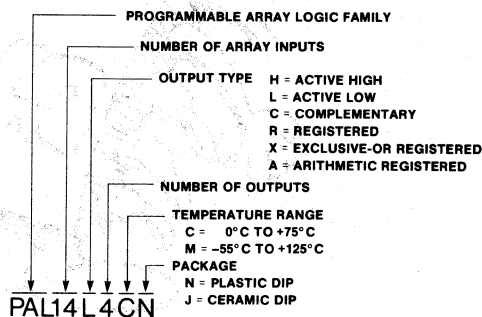 PROGRAMMABLE ARRAY LOGIC FAMILY
NUMBER OF ARRAY INPUTS
OUTPUT TYPE H = ACTIVE HIGH
L = ACTIVE LOW
C = COMPLEMENTARY
R = REGISTERED
X = EXCLUSIVE-OR REGISTERED
A = ARITHMETIC REGISTERED
NUMBER OF OUTPUTS
TEMPERATURE RANGE
C = 0°C TO +75°C
M = –55°C TO +125°C
PACKAGE
N = PLASTIC DIP
J = CERAMIC DIP
PAL14L4CN